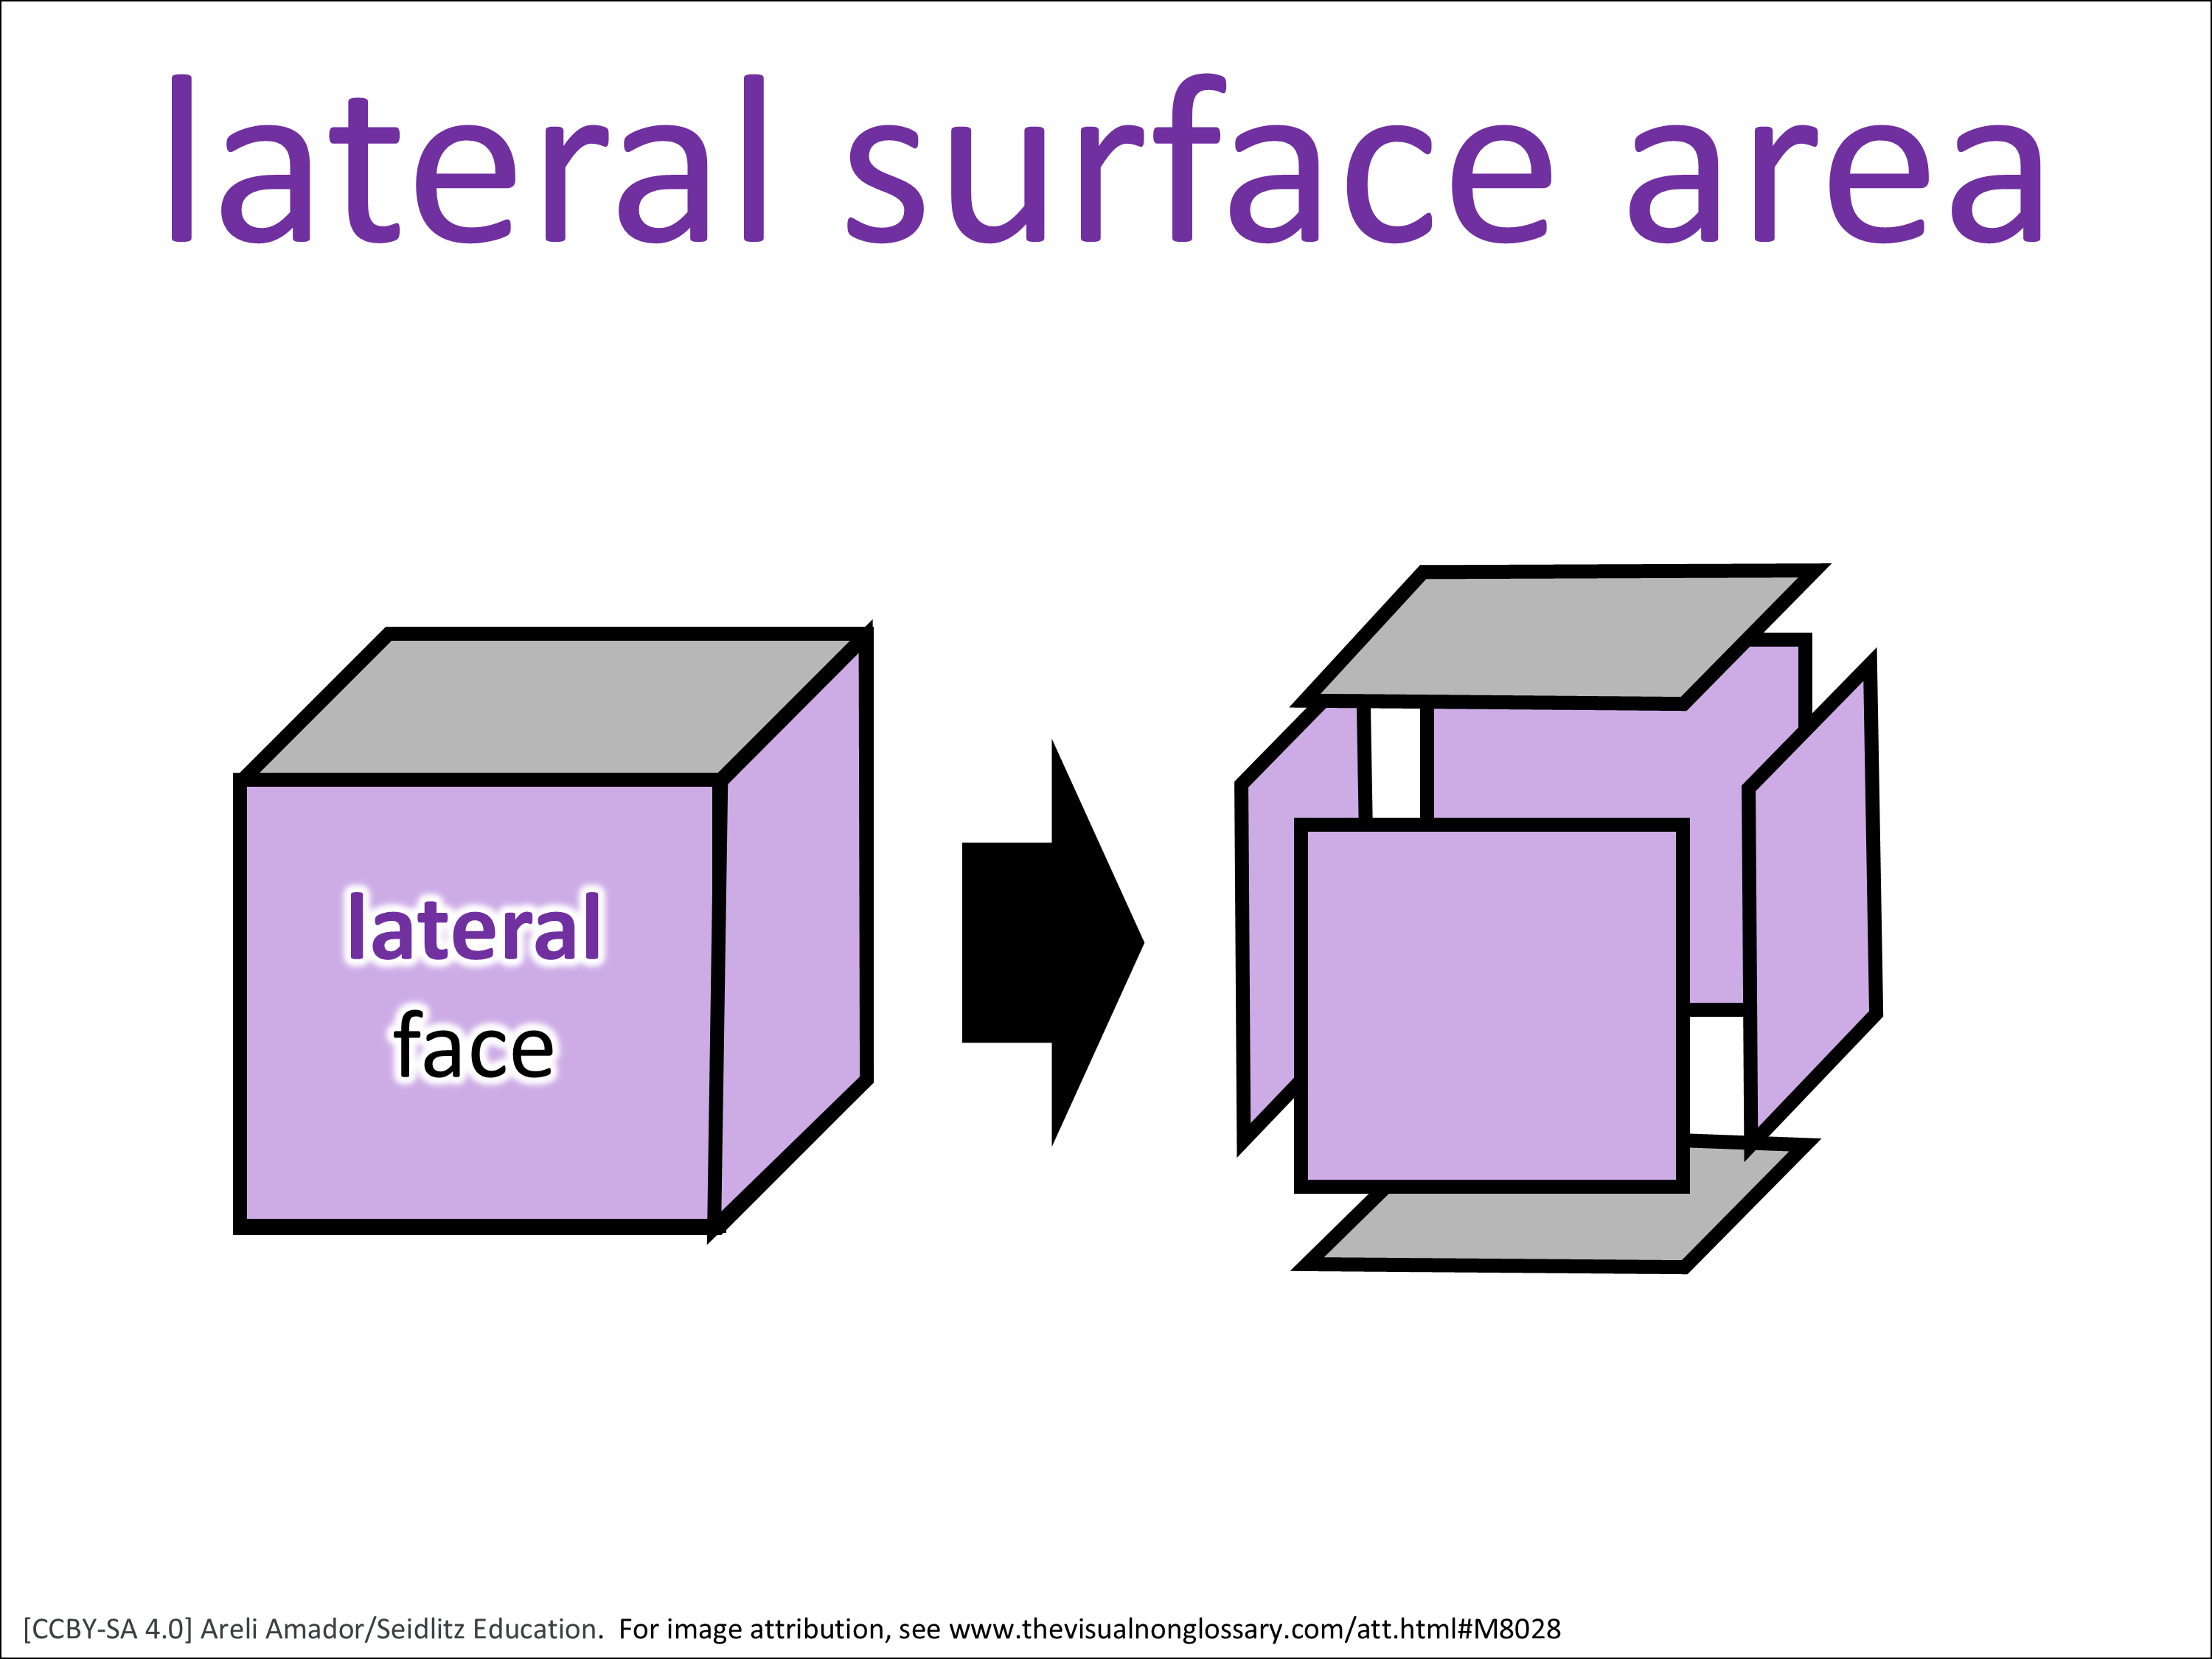 lateral surface area
lateral
face
[CCBY-SA 4.0] Areli Amador/Seidlitz Education.  For image attribution, see www.thevisualnonglossary.com/att.html#M8028